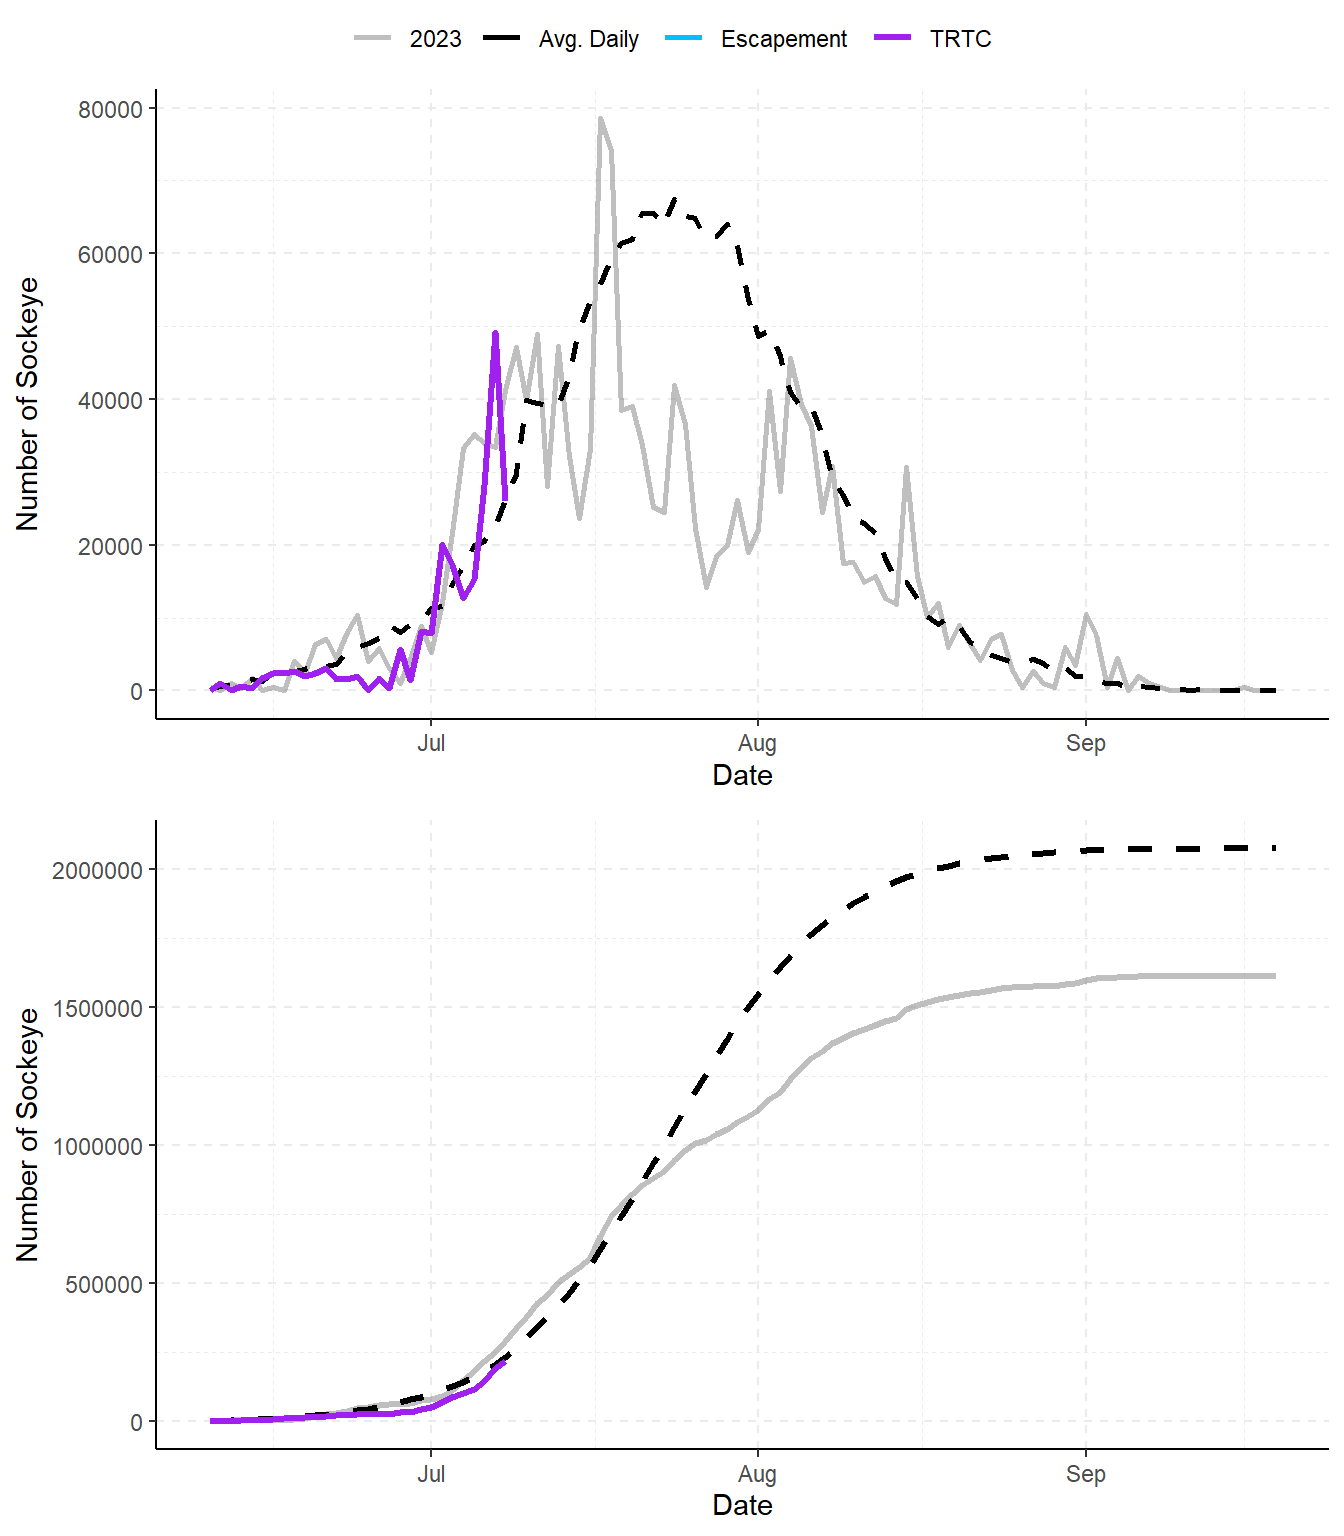 2023 Avg. Daily Escapement TRTC
Number of Sockeye
80000
60000
40000
20000
0
Jul Aug Sep
Date
Number of Sockeye
2000000
1500000
1000000
500000
0
Jul Aug Sep
Date